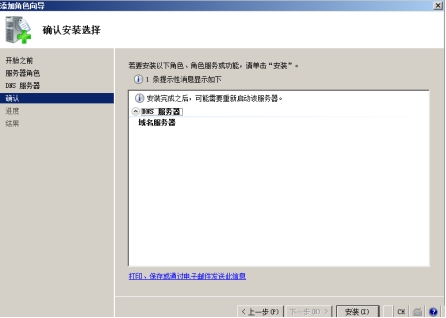 添加角色向导
确认安装选择
开始之前
服务器角色
DNS 服务器
确认
进度
结果
若要安装以下角色、角色服务或功能，请单击“安装”。
1 条提示性消息显示如下
安装完成之后，可能需要重新启动该服务器。
DNS 服务器
域名服务器
打印、保存或通过电子邮件发送此信息
< 上一步(P)
下一步(N) >
安装(I)
CH